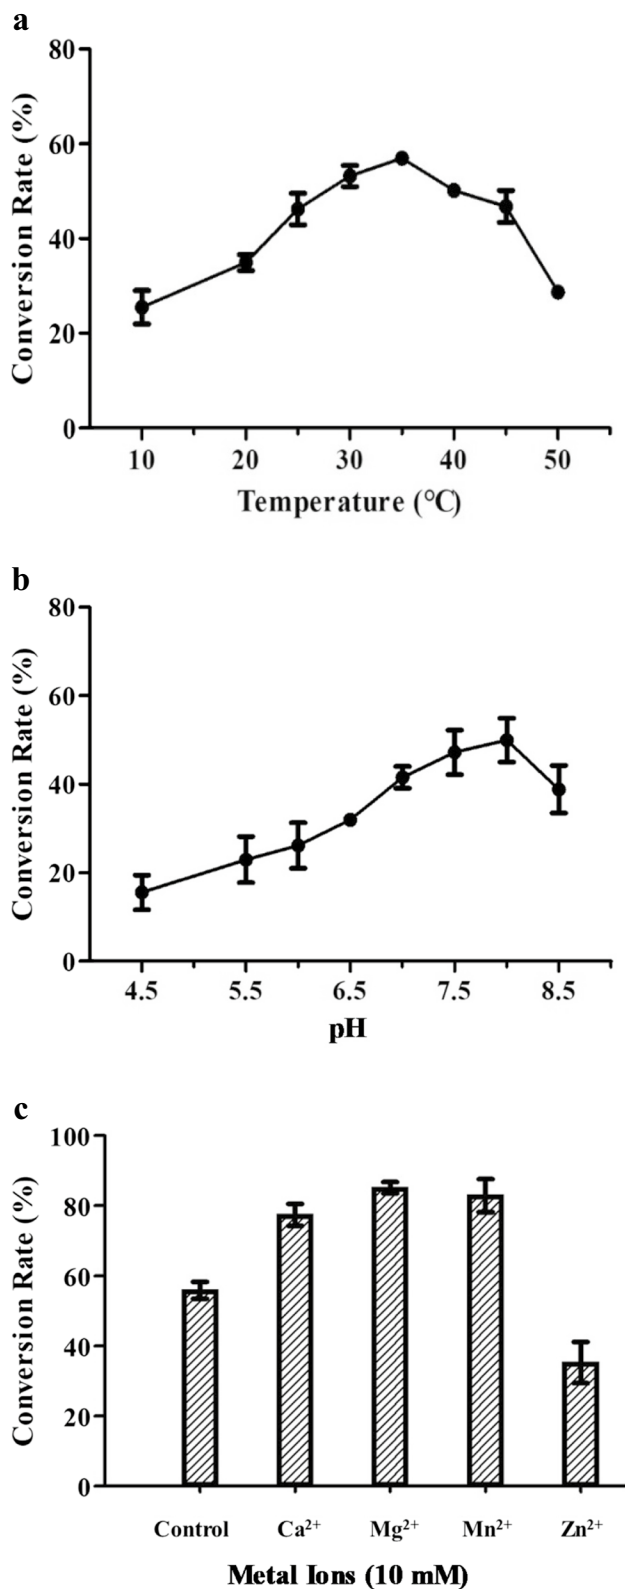 a
Conversion Rate (%)
80
60
40
20
0
10 20 30 40 50
Temperature (°C)
b
Conversion Rate (%)
80
60
40
20
0
4.5 5.5 6.5 7.5 8.5
pH
c
Conversion Rate (%)
100
80
60
40
20
0
Control Ca²⁺ Mg²⁺ Mn²⁺ Zn²⁺
Metal Ions (10 mM)